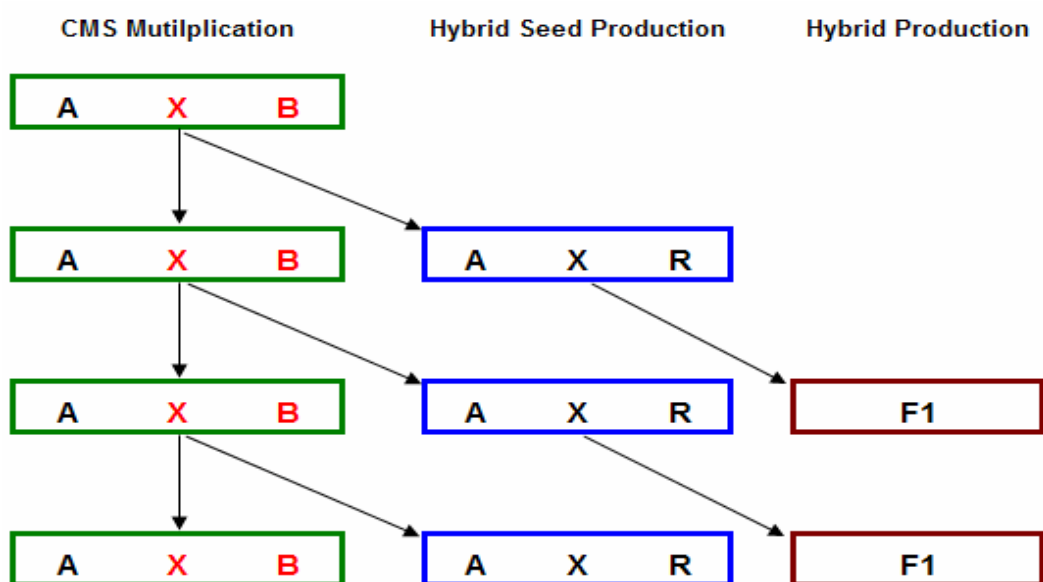 CMS Mutilplication Hybrid Seed Production Hybrid Production
A X B
A X B A X R
A X B A X R F1
A X B A X R F1